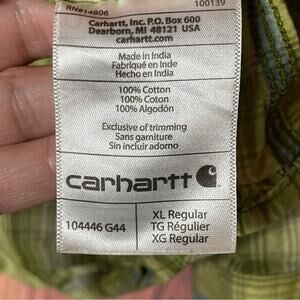 RN#14806 100139
Carhartt, Inc. P.O. Box 600
Dearborn, MI 48121 USA
carhartt.com
Made in India
Fabriqué en Inde
Hecho en India
100% Cotton
100% Coton
100% Algodón
Exclusive of trimming
Sans garniture
Sin incluir adorno
carhartt
104446 G44
XL Regular
TG Régulier
XG Regular